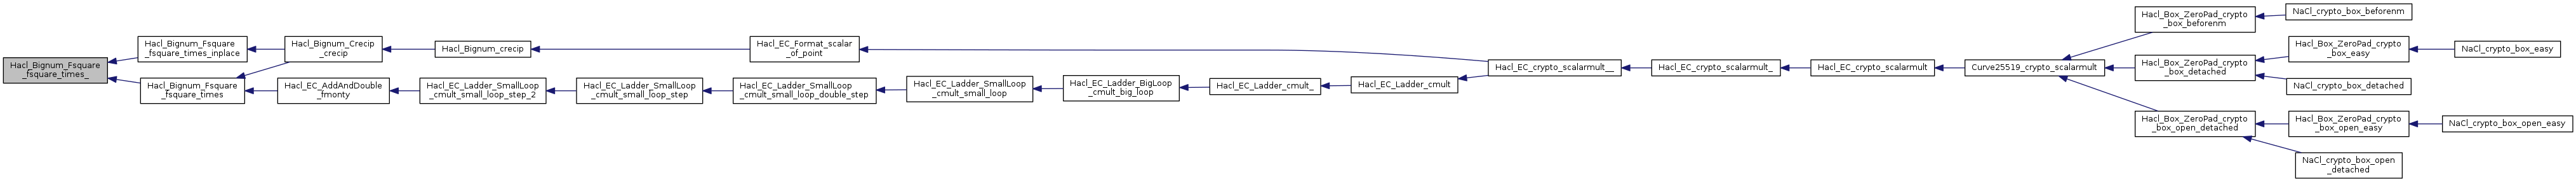 Hacl_Bignum_Fsquare
_fsquare_times_
Hacl_Bignum_Fsquare
_fsquare_times_inplace
Hacl_Bignum_Fsquare
_fsquare_times
Hacl_Bignum_Crecip
_crecip
Hacl_EC_AddAndDouble
_fmonty
Hacl_Bignum_crecip
Hacl_EC_Ladder_SmallLoop
_cmult_small_loop_step_2
Hacl_EC_Ladder_SmallLoop
_cmult_small_loop_step
Hacl_EC_Format_scalar
_of_point
Hacl_EC_Ladder_SmallLoop
_cmult_small_loop_double_step
Hacl_EC_Ladder_SmallLoop
_cmult_small_loop
Hacl_EC_Ladder_BigLoop
_cmult_big_loop
Hacl_EC_Ladder_cmult_
Hacl_EC_Ladder_cmult
Hacl_EC_crypto_scalarmult__
Hacl_EC_crypto_scalarmult_
Hacl_EC_crypto_scalarmult
Curve25519_crypto_scalarmult
Hacl_Box_ZeroPad_crypto
_box_beforenm
NaCl_crypto_box_beforenm
Hacl_Box_ZeroPad_crypto
_box_detached
Hacl_Box_ZeroPad_crypto
_box_easy
NaCl_crypto_box_easy
NaCl_crypto_box_detached
Hacl_Box_ZeroPad_crypto
_box_open_detached
Hacl_Box_ZeroPad_crypto
_box_open_easy
NaCl_crypto_box_open_easy
NaCl_crypto_box_open
_detached